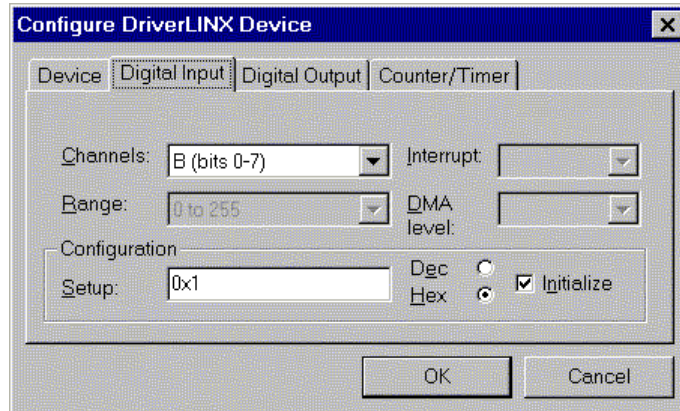 Configure DriverLINX Device
Device Digital Input Digital Output Counter/Timer
Channels: B (bits 0-7) Interrupt:
Range: 0 to 255 DMA
level:
Configuration
Setup: 0x1 Dec
Hex Initialize
OK Cancel